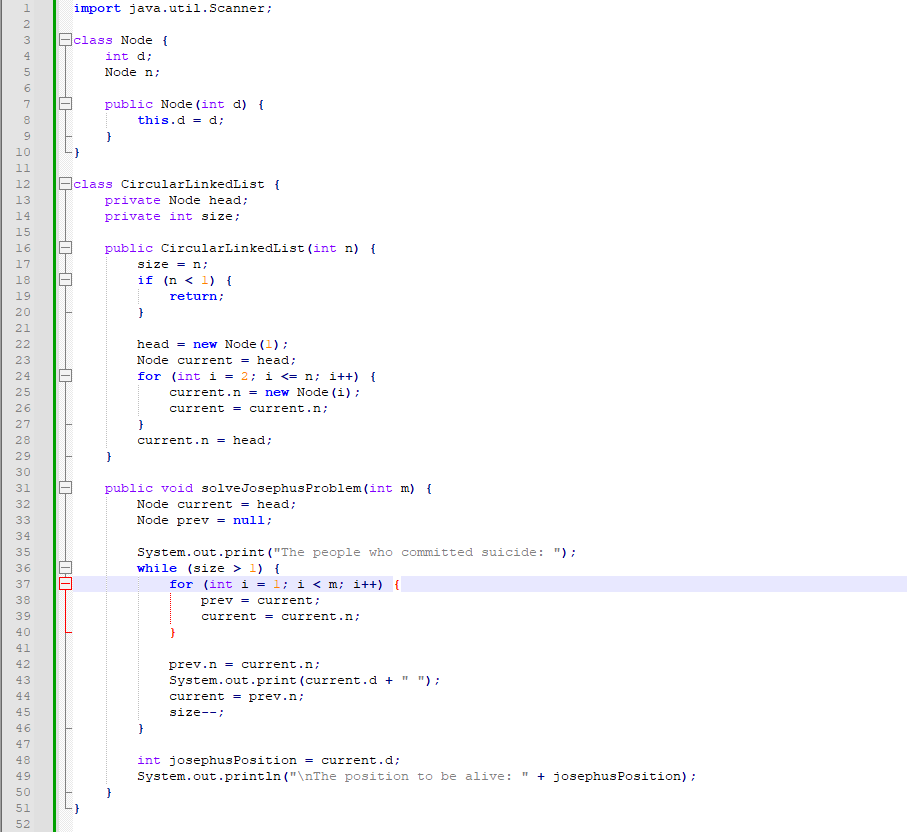 1 import java.util.Scanner;
2
3 class Node {
4     int d;
5     Node n;
6
7     public Node(int d) {
8         this.d = d;
9     }
10 }
11
12 class CircularLinkedList {
13     private Node head;
14     private int size;
15
16     public CircularLinkedList(int n) {
17         size = n;
18         if (n < 1) {
19             return;
20         }
21
22         head = new Node(1);
23         Node current = head;
24         for (int i = 2; i <= n; i++) {
25             current.n = new Node(i);
26             current = current.n;
27         }
28         current.n = head;
29     }
30
31     public void solveJosephusProblem(int m) {
32         Node current = head;
33         Node prev = null;
34
35         System.out.print("The people who committed suicide: ");
36         while (size > 1) {
37             for (int i = 1; i < m; i++) {
38                 prev = current;
39                 current = current.n;
40             }
41
42             prev.n = current.n;
43             System.out.print(current.d + " ");
44             current = prev.n;
45             size--;
46         }
47
48         int josephusPosition = current.d;
49         System.out.println("\nThe position to be alive: " + josephusPosition);
50     }
51 }
52